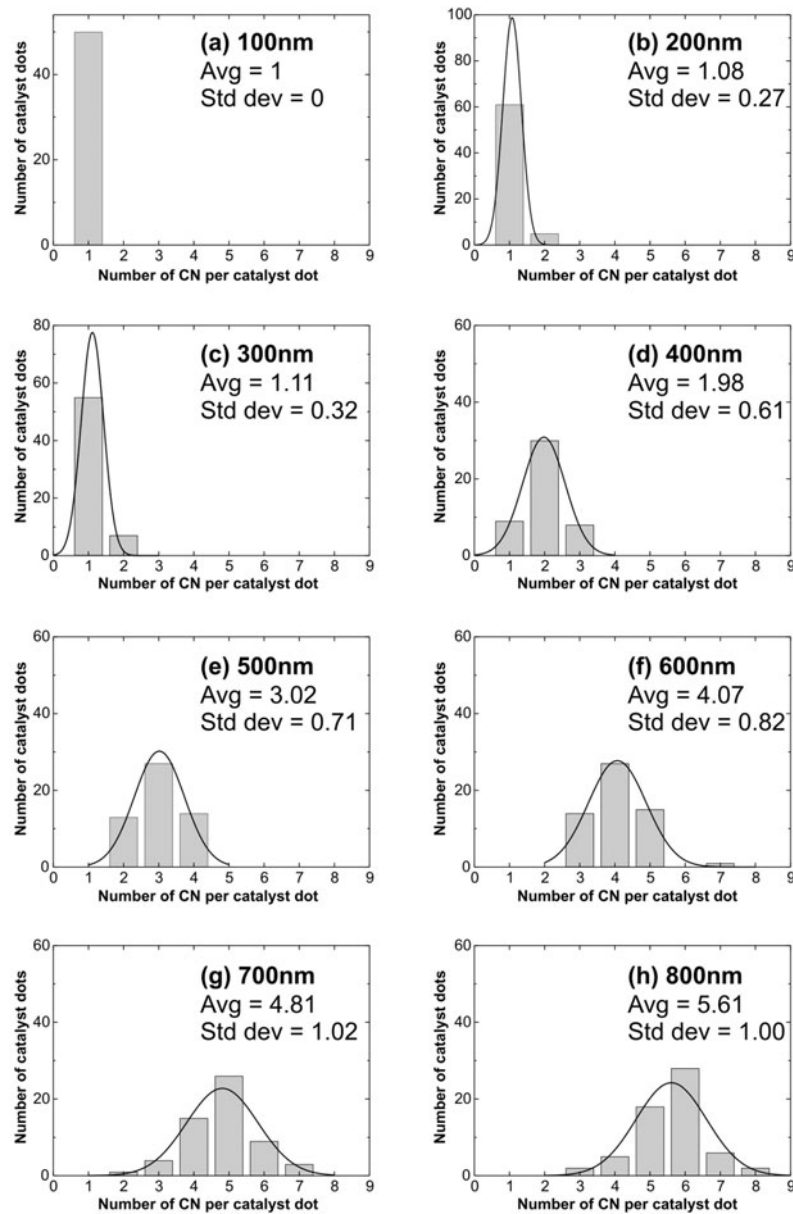 (a) 100nm
Avg = 1
Std dev = 0
Number of catalyst dots
40
20
0
0 1 2 3 4 5 6 7 8 9
Number of CN per catalyst dot
(b) 200nm
Avg = 1.08
Std dev = 0.27
Number of catalyst dots
100
80
60
40
20
0
0 1 2 3 4 5 6 7 8 9
Number of CN per catalyst dot
(c) 300nm
Avg = 1.11
Std dev = 0.32
Number of catalyst dots
80
60
40
20
0
0 1 2 3 4 5 6 7 8 9
Number of CN per catalyst dot
(d) 400nm
Avg = 1.98
Std dev = 0.61
Number of catalyst dots
60
40
20
0
0 1 2 3 4 5 6 7 8 9
Number of CN per catalyst dot
(e) 500nm
Avg = 3.02
Std dev = 0.71
Number of catalyst dots
60
40
20
0
0 1 2 3 4 5 6 7 8 9
Number of CN per catalyst dot
(f) 600nm
Avg = 4.07
Std dev = 0.82
Number of catalyst dots
60
40
20
0
0 1 2 3 4 5 6 7 8 9
Number of CN per catalyst dot
(g) 700nm
Avg = 4.81
Std dev = 1.02
Number of catalyst dots
60
40
20
0
0 1 2 3 4 5 6 7 8 9
Number of CN per catalyst dot
(h) 800nm
Avg = 5.61
Std dev = 1.00
Number of catalyst dots
60
40
20
0
0 1 2 3 4 5 6 7 8 9
Number of CN per catalyst dot